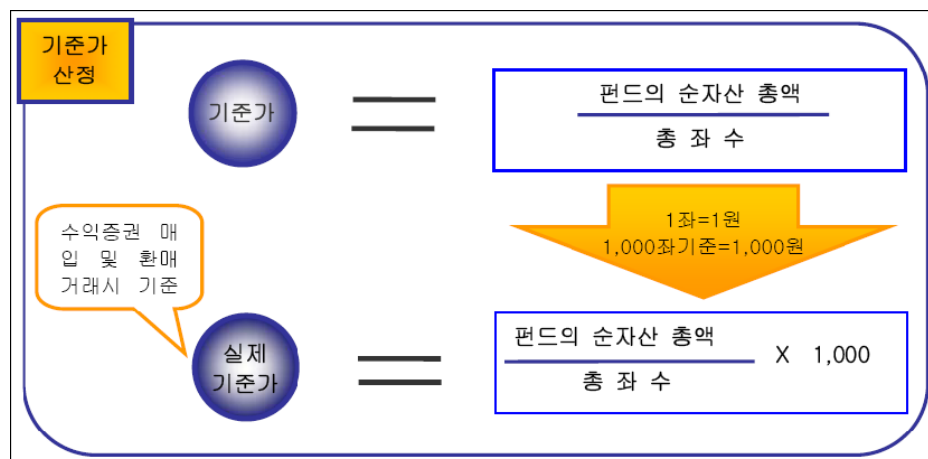 기준가
산정
기준가
펀드의 순자산 총액
총 좌 수
1좌=1원
1,000좌기준=1,000원
수익증권 매
입 및 환매
거래시 기준
실제
기준가
펀드의 순자산 총액
총 좌 수
X 1,000